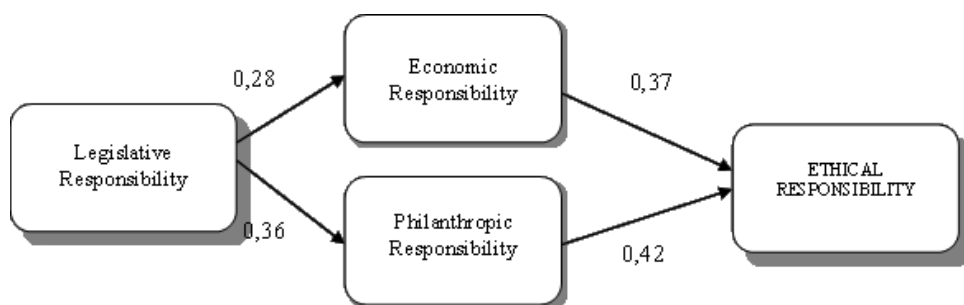 Economic
Responsibility
0,28
0,37
Legislative
Responsibility
ETHICAL
RESPONSIBILITY
0,36
Philanthropic
Responsibility
0,42